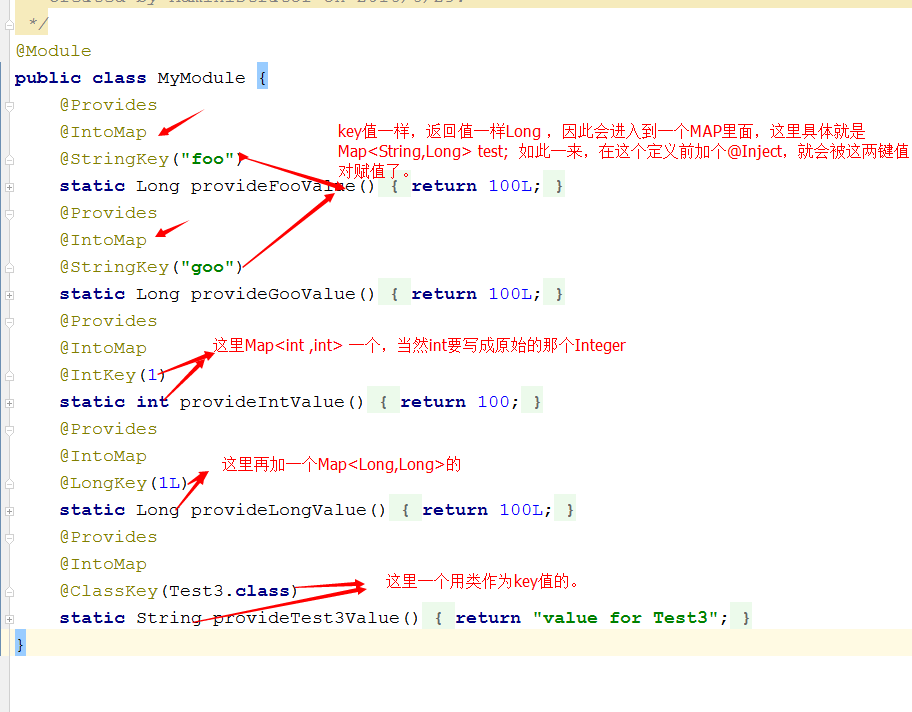 */
@Module
public class MyModule {
@Provides
@IntoMap
key值一样，返回值一样Long ，因此会进入到一个MAP里面，这里具体就是
@StringKey("foo")
Map<String,Long> test;  如此一来，在这个定义前加个@Inject，就会被这两键值
对赋值了。
static Long provideFooValue() { return 100L; }
@Provides
@IntoMap
@StringKey("goo")
static Long provideGooValue() { return 100L; }
@Provides
@IntoMap
这里Map<int ,int> 一个，当然int要写成原始的那个Integer
@IntKey(1)
static int provideIntValue() { return 100; }
@Provides
@IntoMap
这里再加一个Map<Long,Long>的
@LongKey(1L)
static Long provideLongValue() { return 100L; }
@Provides
@IntoMap
这里一个用类作为key值的。
@ClassKey(Test3.class)
static String provideTest3Value() { return "value for Test3"; }
}